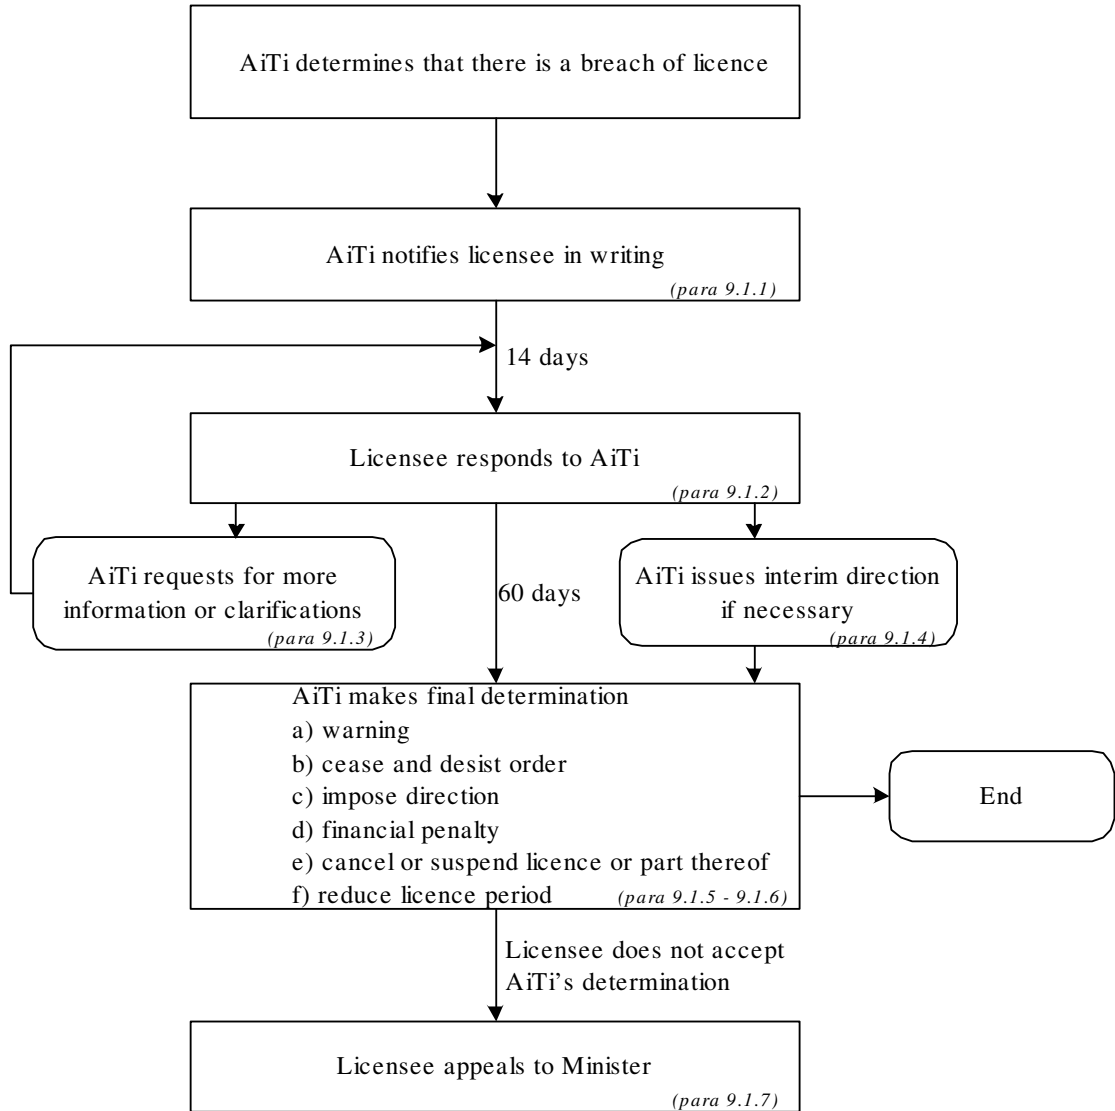 AiTi determines that there is a breach of licence
AiTi notifies licensee in writing
(para 9.1.1)
14 days
Licensee responds to AiTi
(para 9.1.2)
AiTi requests for more
information or clarifications
(para 9.1.3)
60 days
AiTi issues interim direction
if necessary
(para 9.1.4)
AiTi makes final determination
a) warning
b) cease and desist order
c) impose direction
d) financial penalty
e) cancel or suspend licence or part thereof
f) reduce licence period
(para 9.1.5 - 9.1.6)
End
Licensee does not accept
AiTi's determination
Licensee appeals to Minister
(para 9.1.7)